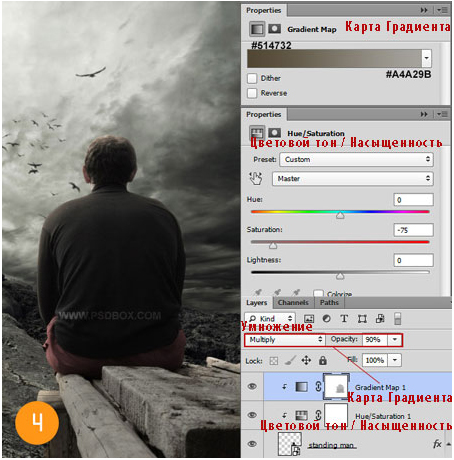 Properties
Gradient Map
Карта Градиента
#514732
#A4A29B
Dither
Reverse
Properties
Hue/Saturation
Цветовой тон / Насыщенность
Preset: Custom
Master
Hue: 0
Saturation: -75
Lightness: 0
Colorize
Layers Channels Paths
Kind
Умножение
Multiply Opacity: 90%
Lock: Fill: 100%
Gradient Map 1
Карта Градиента
Hue/Saturation 1
Цветовой тон / Насыщенность
standing man fx
WWW.PSDBOX.COM
4